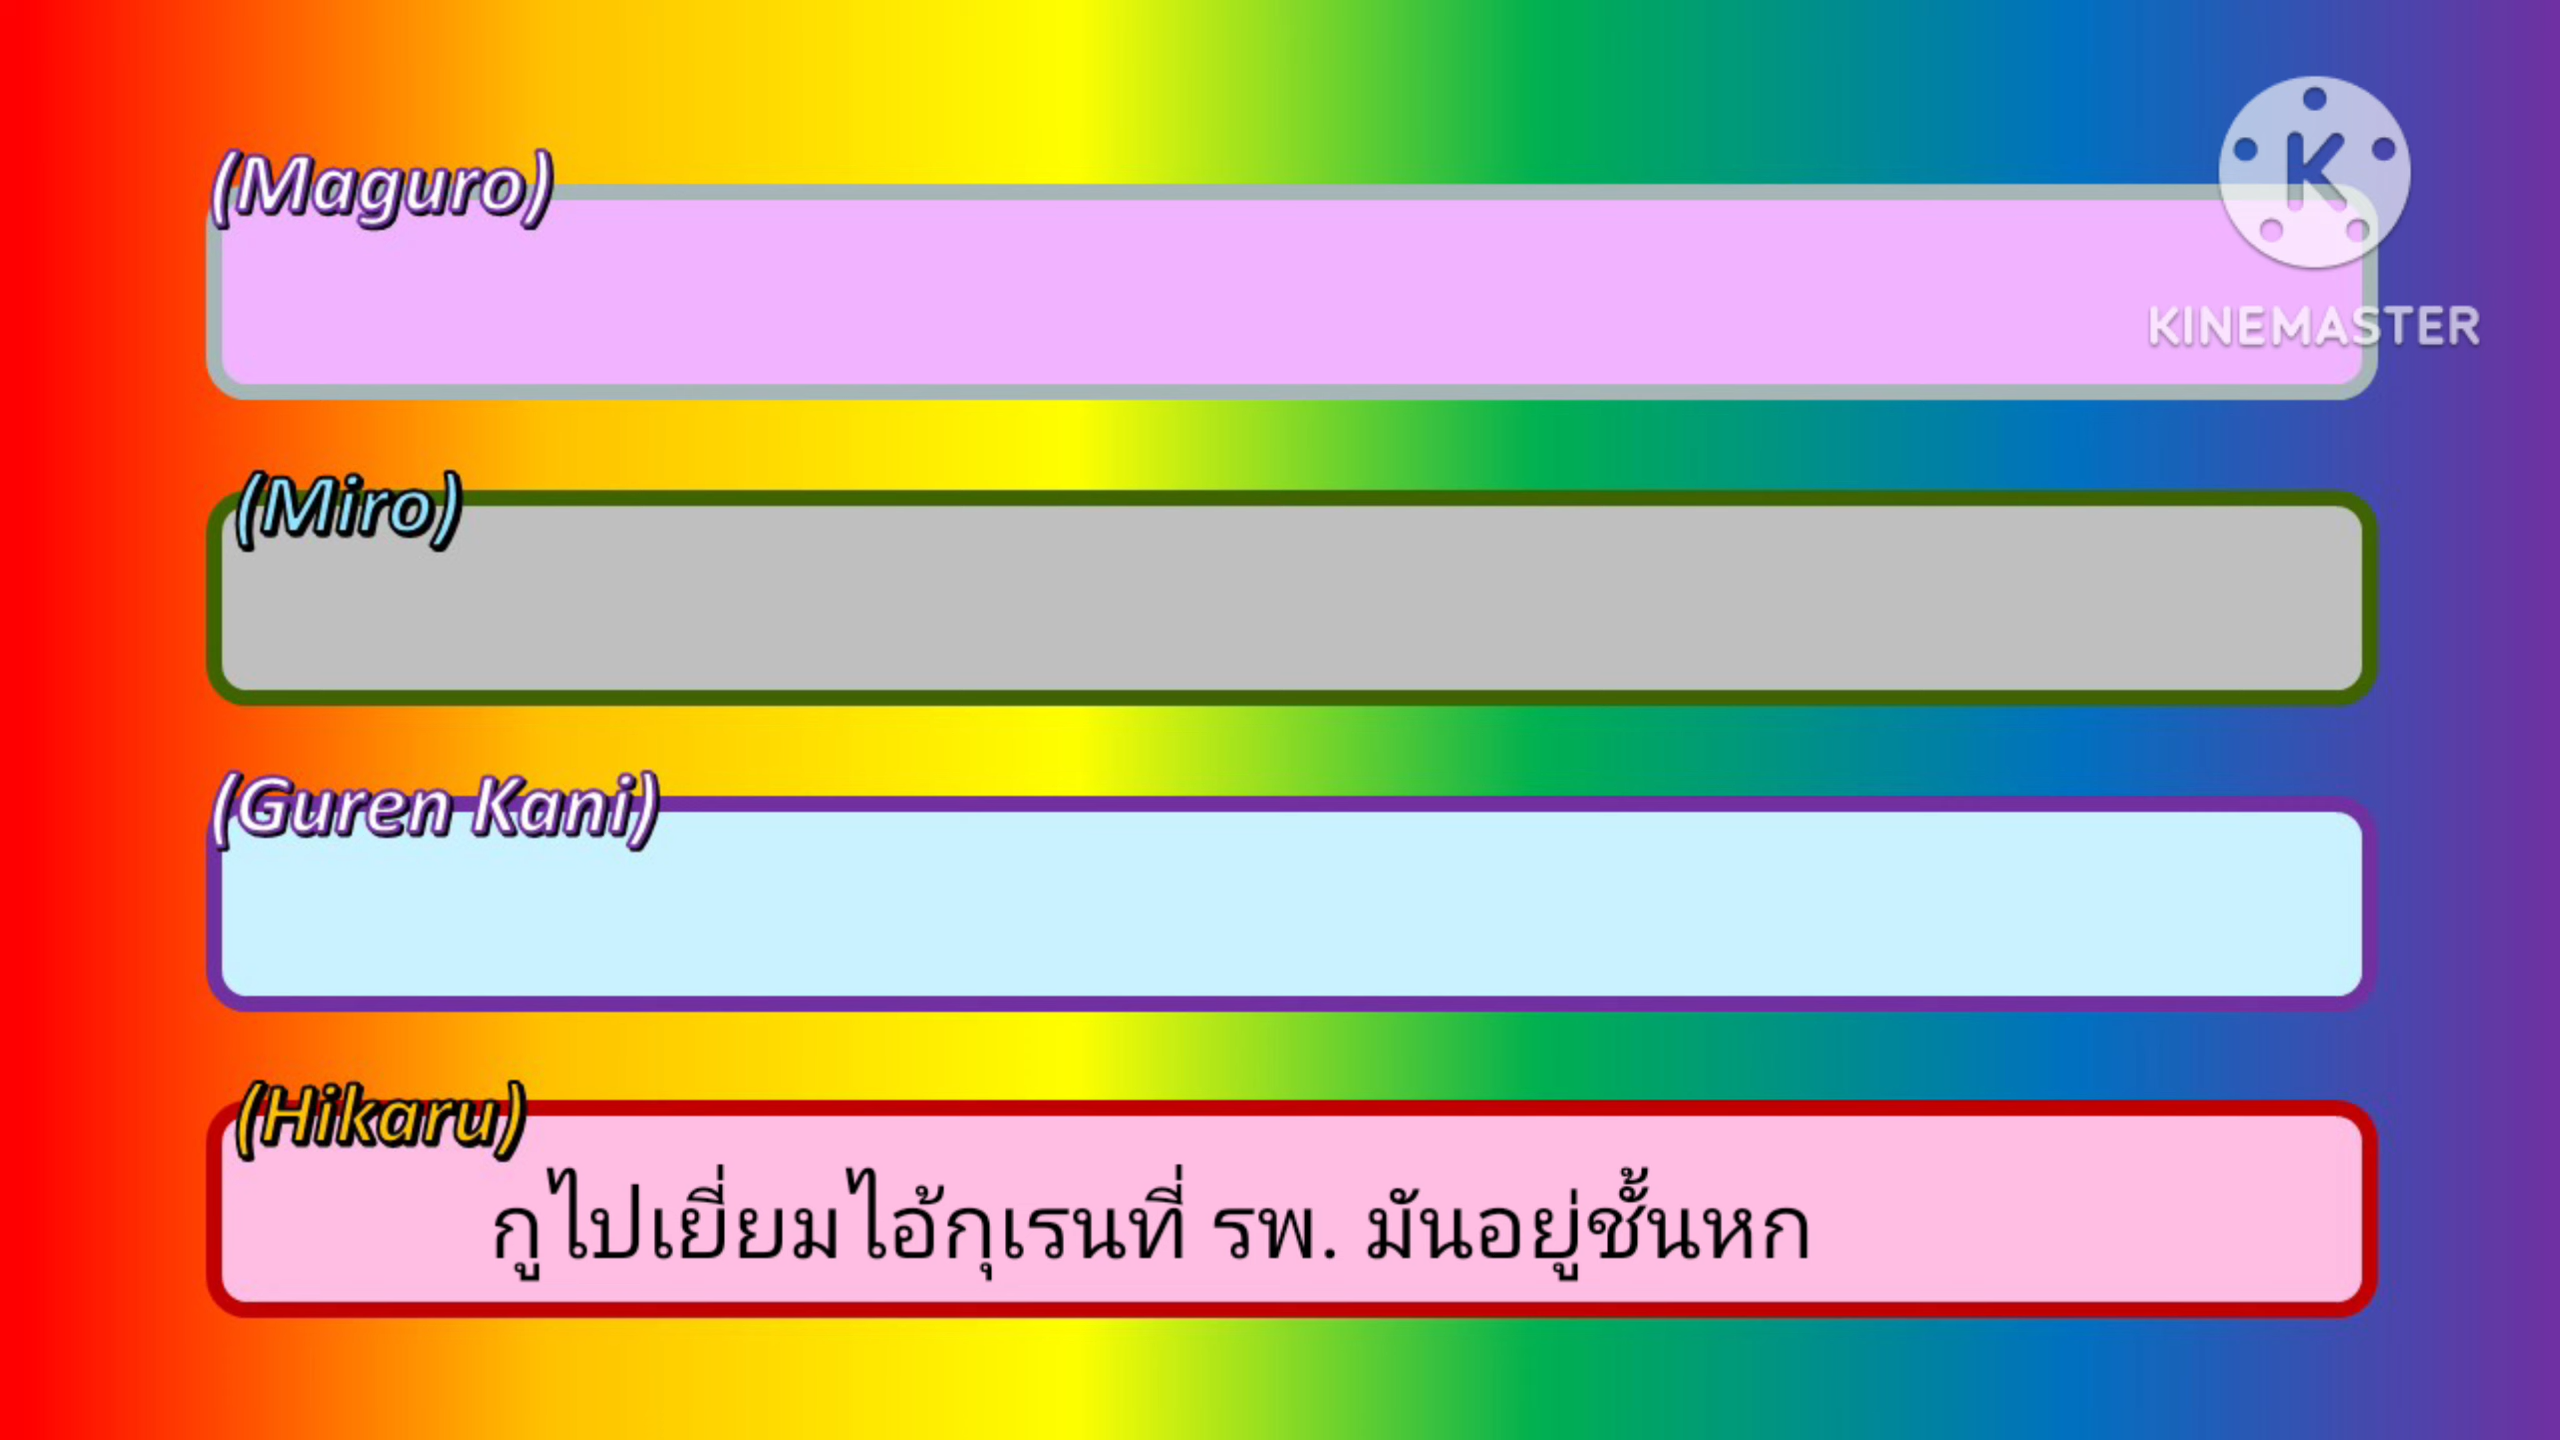 (Maguro)
K
KINEMASTER
(Miro)
(Guren Kani)
(Hikaru)
กูไปเยี่ยมไอ้กุเรนที่ รพ. มันอยู่ชั้นหก